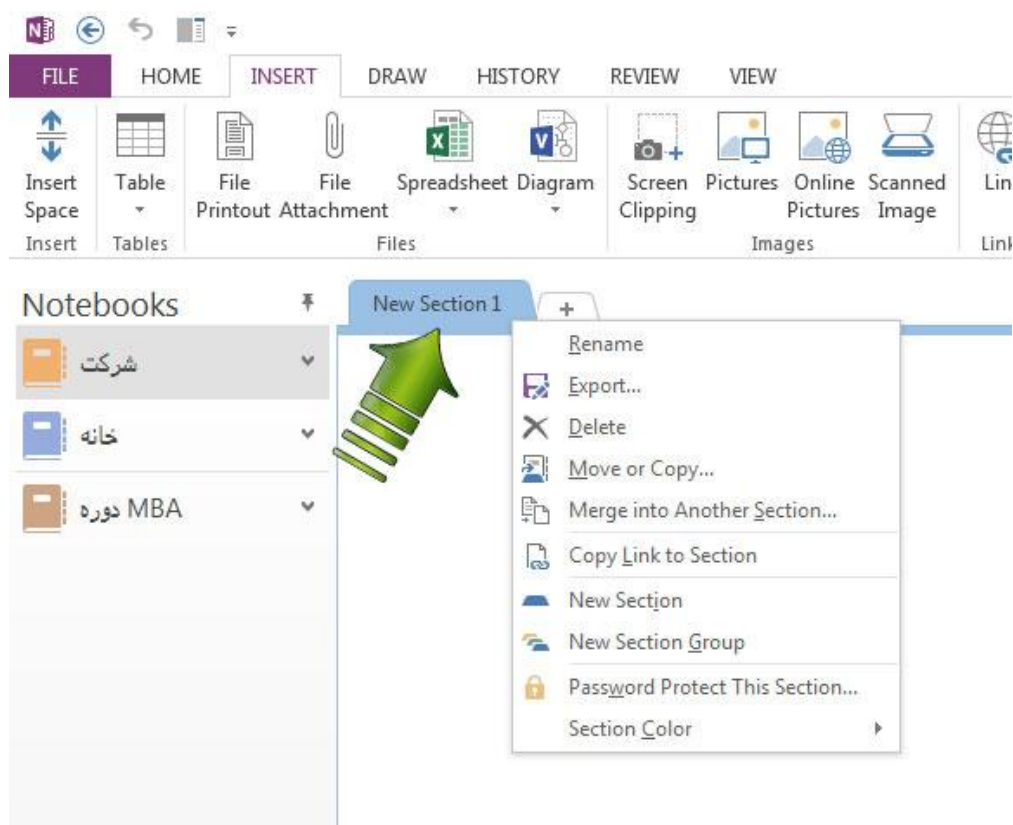 FILE HOME INSERT DRAW HISTORY REVIEW VIEW
Insert Space
Table
File Printout
File Attachment
Spreadsheet
Diagram
Screen Clipping
Pictures
Online Pictures
Scanned Image
Lin
Insert Tables Files Images Link
Notebooks
شرکت
خانه
دوره MBA
New Section 1
+
Rename
Export...
Delete
Move or Copy...
Merge into Another Section...
Copy Link to Section
New Section
New Section Group
Password Protect This Section...
Section Color